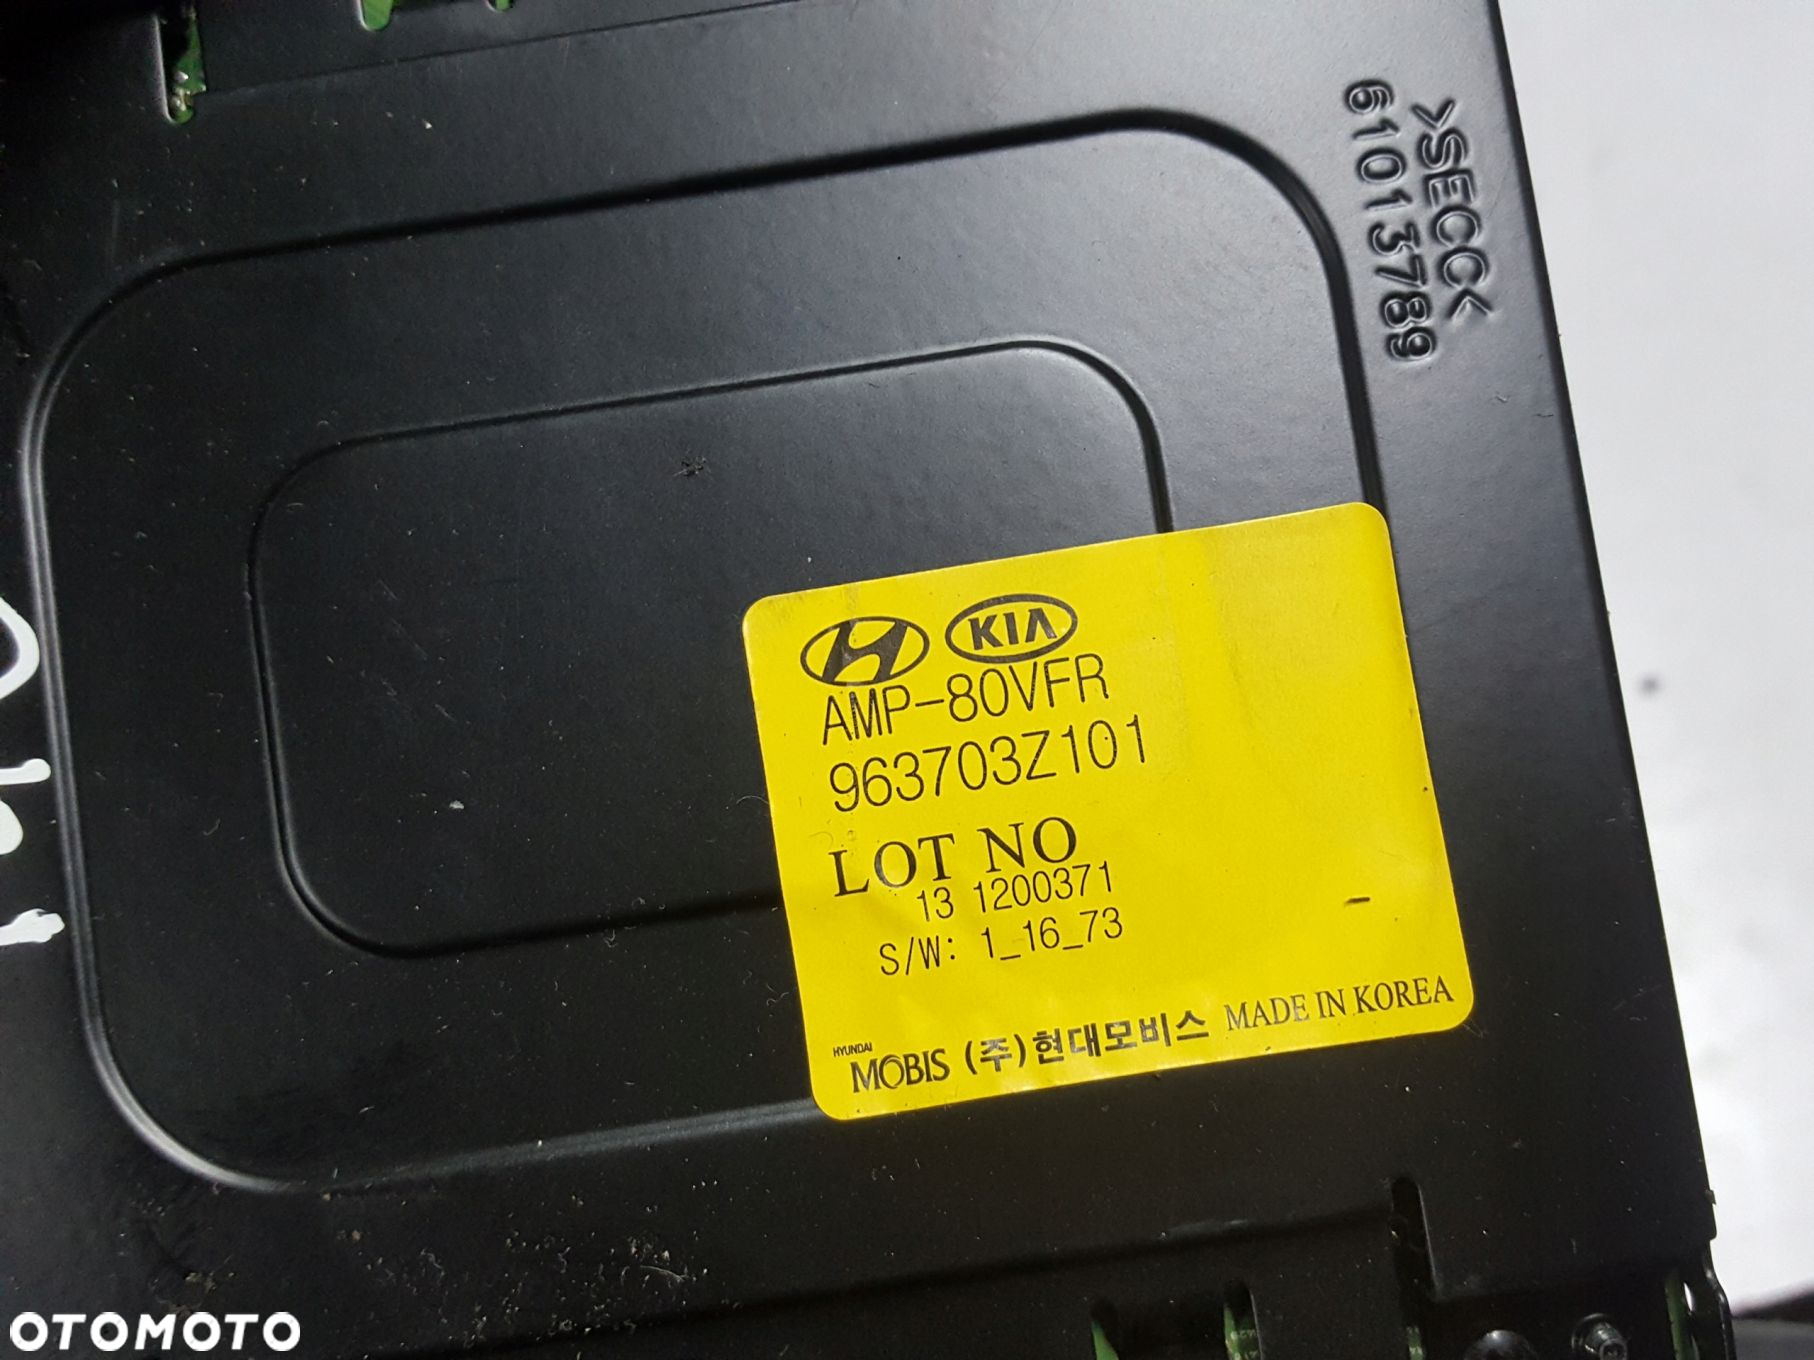 >SECC<
61013789
KIA
AMP-80VFR
963703Z101
LOT NO
13 1200371
S/W: 1_16_73
HYUNDAI
MOBIS (주)현대모비스 MADE IN KOREA
OTOMOTO